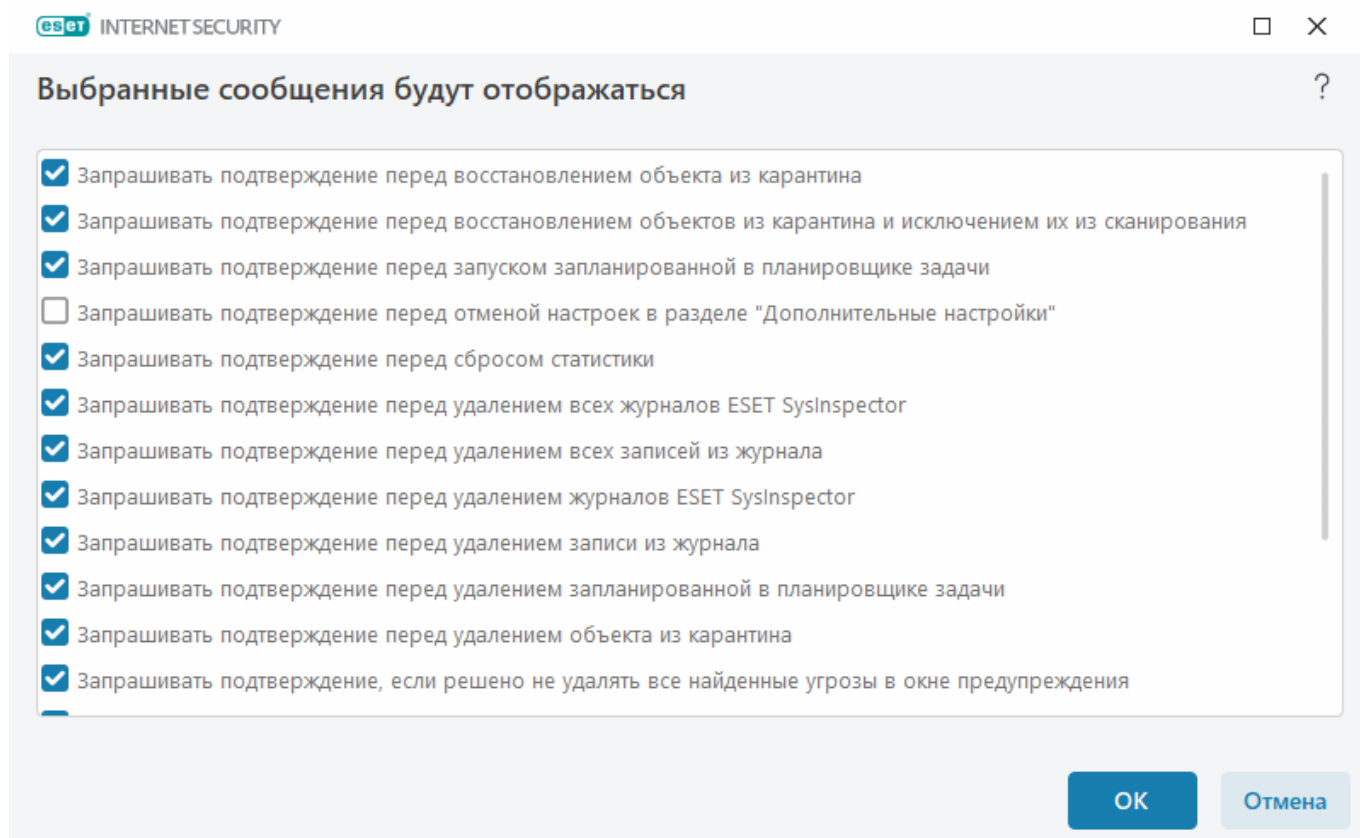 eset INTERNET SECURITY
Выбранные сообщения будут отображаться
?
Запрашивать подтверждение перед восстановлением объекта из карантина
Запрашивать подтверждение перед восстановлением объектов из карантина и исключением их из сканирования
Запрашивать подтверждение перед запуском запланированной в планировщике задачи
Запрашивать подтверждение перед отменой настроек в разделе "Дополнительные настройки"
Запрашивать подтверждение перед сбросом статистики
Запрашивать подтверждение перед удалением всех журналов ESET SysInspector
Запрашивать подтверждение перед удалением всех записей из журнала
Запрашивать подтверждение перед удалением журналов ESET SysInspector
Запрашивать подтверждение перед удалением записи из журнала
Запрашивать подтверждение перед удалением запланированной в планировщике задачи
Запрашивать подтверждение перед удалением объекта из карантина
Запрашивать подтверждение, если решено не удалять все найденные угрозы в окне предупреждения
ОК
Отмена